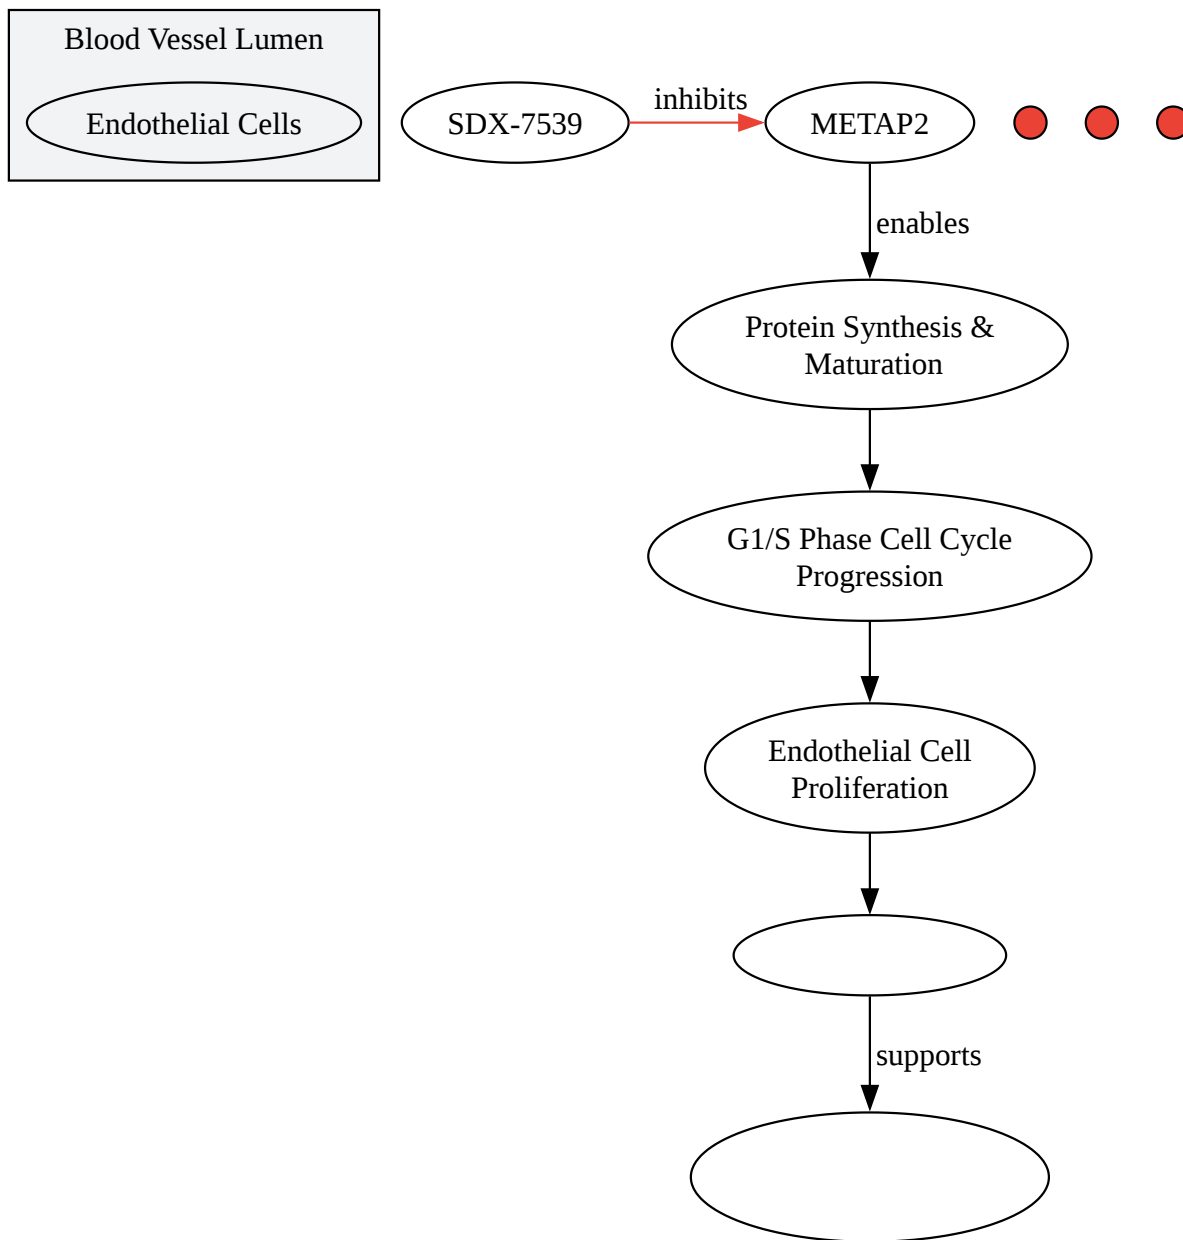 Blood Vessel Lumen
Endothelial Cells
SDX-7539
inhibits
METAP2
enables
Protein Synthesis &
Maturation
G1/S Phase Cell Cycle
Progression
Endothelial Cell
Proliferation
supports